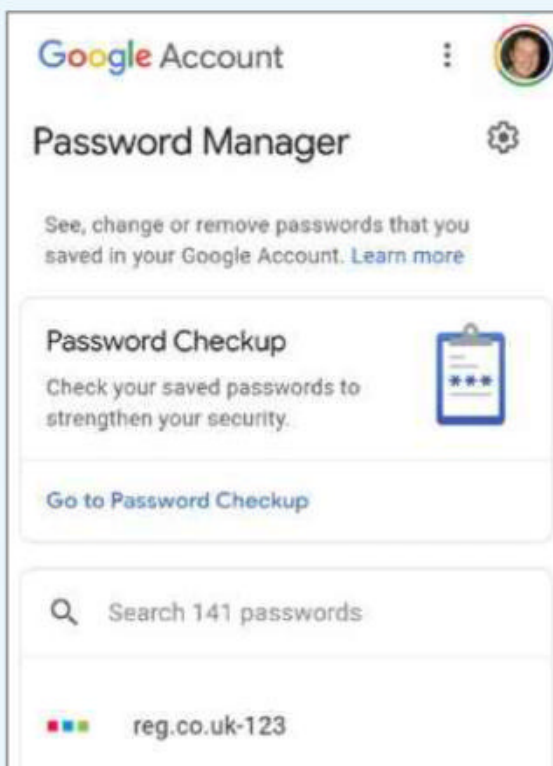 Google Account
Password Manager
See, change or remove passwords that you
saved in your Google Account. Learn more
Password Checkup
Check your saved passwords to
strengthen your security.
***
Go to Password Checkup
Search 141 passwords
reg.co.uk-123